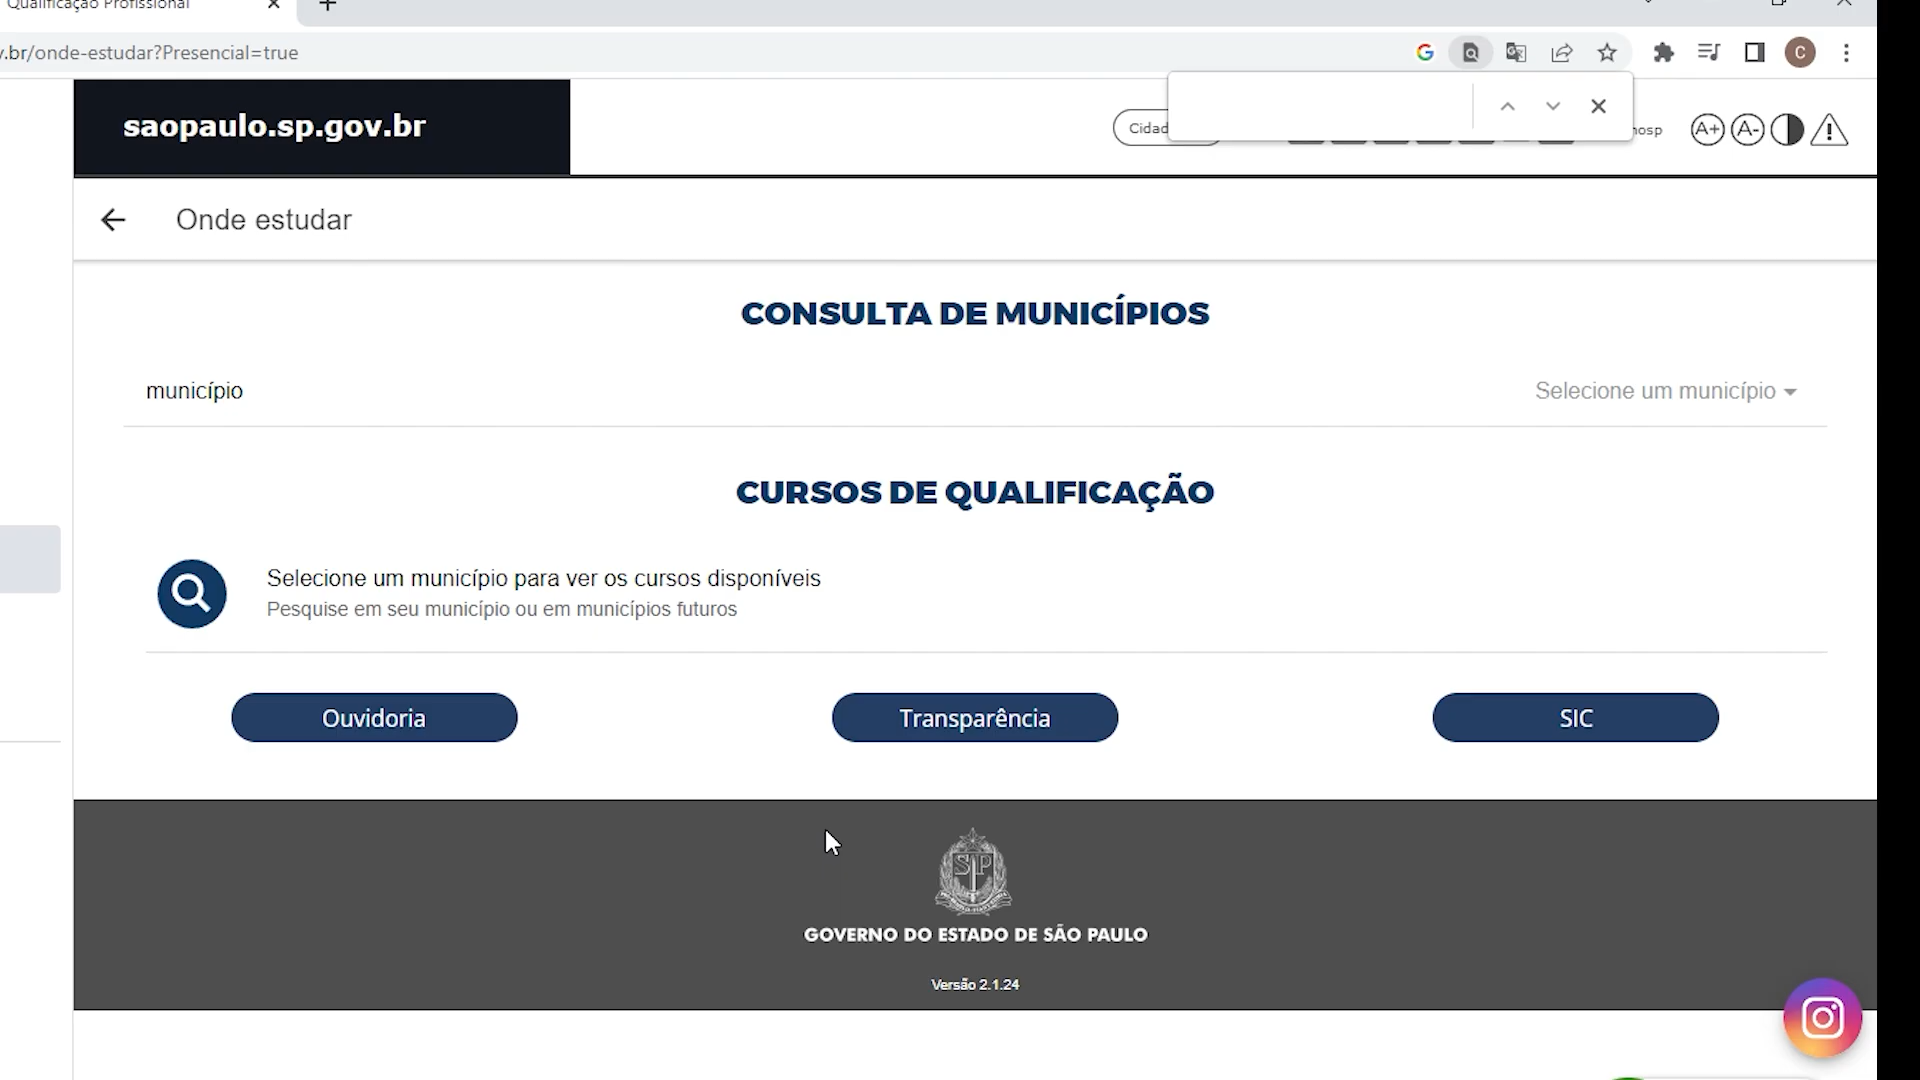 Qualificação Profissional
.br/onde-estudar?Presencial=true
C
saopaulo.sp.gov.br
Cidad
osp
A+
A-
Onde estudar
CONSULTA DE MUNICÍPIOS
município
Selecione um município
CURSOS DE QUALIFICAÇÃO
Selecione um município para ver os cursos disponíveis
Pesquise em seu município ou em municípios futuros
Ouvidoria
Transparência
SIC
SP
GOVERNO DO ESTADO DE SÃO PAULO
Versão 2.1.24